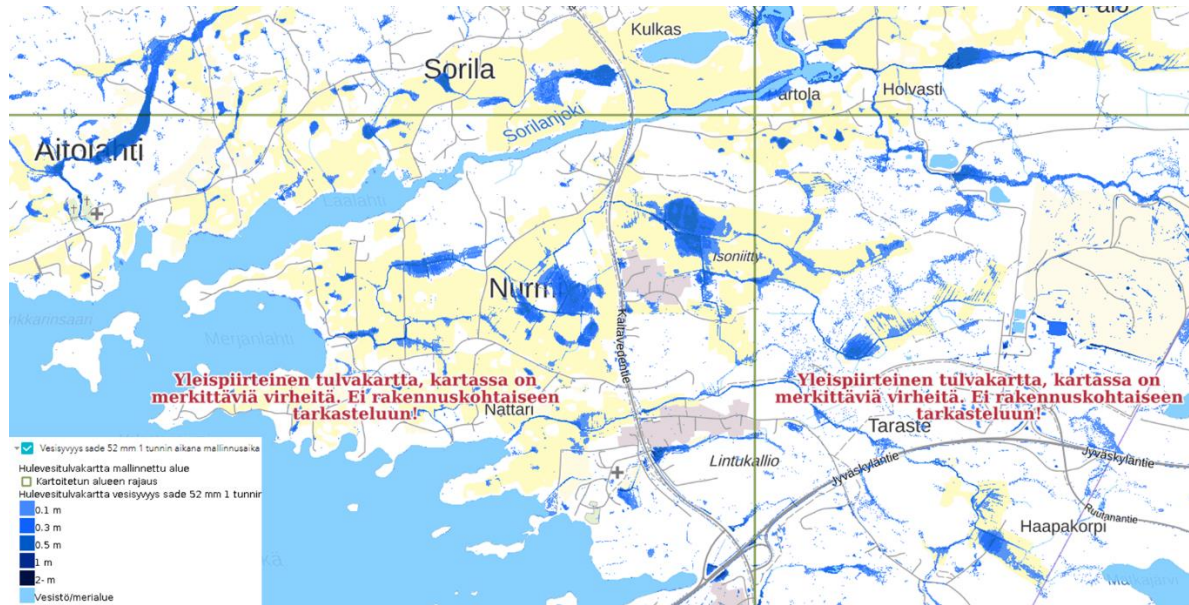 Kulkas
Palo
Sorila
Partola
Holvasti
Sorilanjoki
Aitolahti
Laalahti
Isoniitty
Nurmi
Kaitavedentie
Merjanlahti
Yleispiirteinen tulvakartta, kartassa on
merkittäviä virheitä. Ei rakennuskohtaiseen
tarkasteluun!
Yleispiirteinen tulvakartta, kartassa on
merkittäviä virheitä. Ei rakennuskohtaiseen
tarkasteluun!
Nattari
Taraste
Lintukallio
Jyväskyläntie
Jyväskyläntie
Ruutanantie
Haapakorpi
Vesisyvyys sade 52 mm 1 tunnin aikana mallinnusaika
Hulevesitulvakartta mallinnettu alue
Kartoitetun alueen rajaus
Hulevesitulvakartta vesisyvyys sade 52 mm 1 tunnir
0.1 m
0.3 m
0.5 m
1 m
2- m
Vesistö/merialue